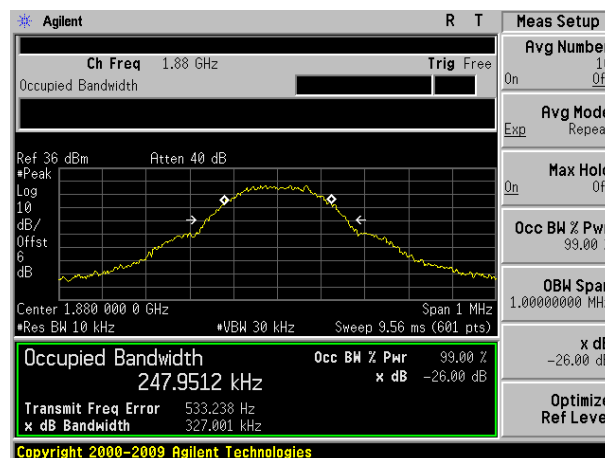 Agilent R T Meas Setup
Ch Freq 1.88 GHz Trig Free
Occupied Bandwidth
Ref 36 dBm Atten 40 dB
#Peak
Log
10
dB/
Offst
6
dB
Center 1.880 000 0 GHz Span 1 MHz
#Res BW 10 kHz #VBW 30 kHz Sweep 9.56 ms (601 pts)
Occupied Bandwidth Occ BW % Pwr 99.00 %
247.9512 kHz x dB -26.00 dB
Transmit Freq Error 533.238 Hz
x dB Bandwidth 327.001 kHz
Copyright 2000-2009 Agilent Technologies
Avg Number
On
Avg Mode
Exp Repea
Max Hold
On Of
Occ BW % Pwr
99.00
OBW Span
1.00000000 MH
x dB
-26.00 dB
Optimize
Ref Leve